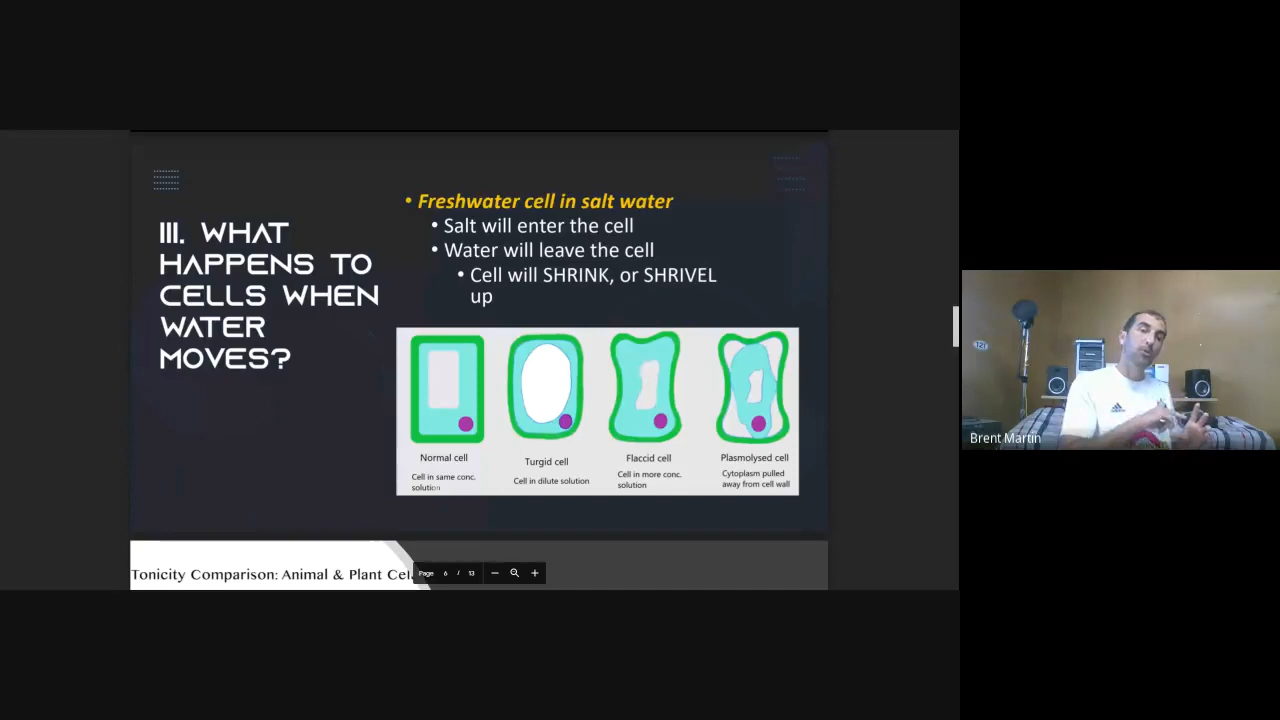 III. WHAT
HAPPENS TO
CELLS WHEN
WATER
MOVES?
• Freshwater cell in salt water
• Salt will enter the cell
• Water will leave the cell
• Cell will SHRINK, or SHRIVEL
up
Normal cell
Cell in same conc.
solution
Turgid cell
Cell in dilute solution
Flaccid cell
Cell in more conc.
solution
Plasmolysed cell
Cytoplasm pulled
away from cell wall
Tonicity Comparison: Animal & Plant
Page 6 / 13
Brent Martin